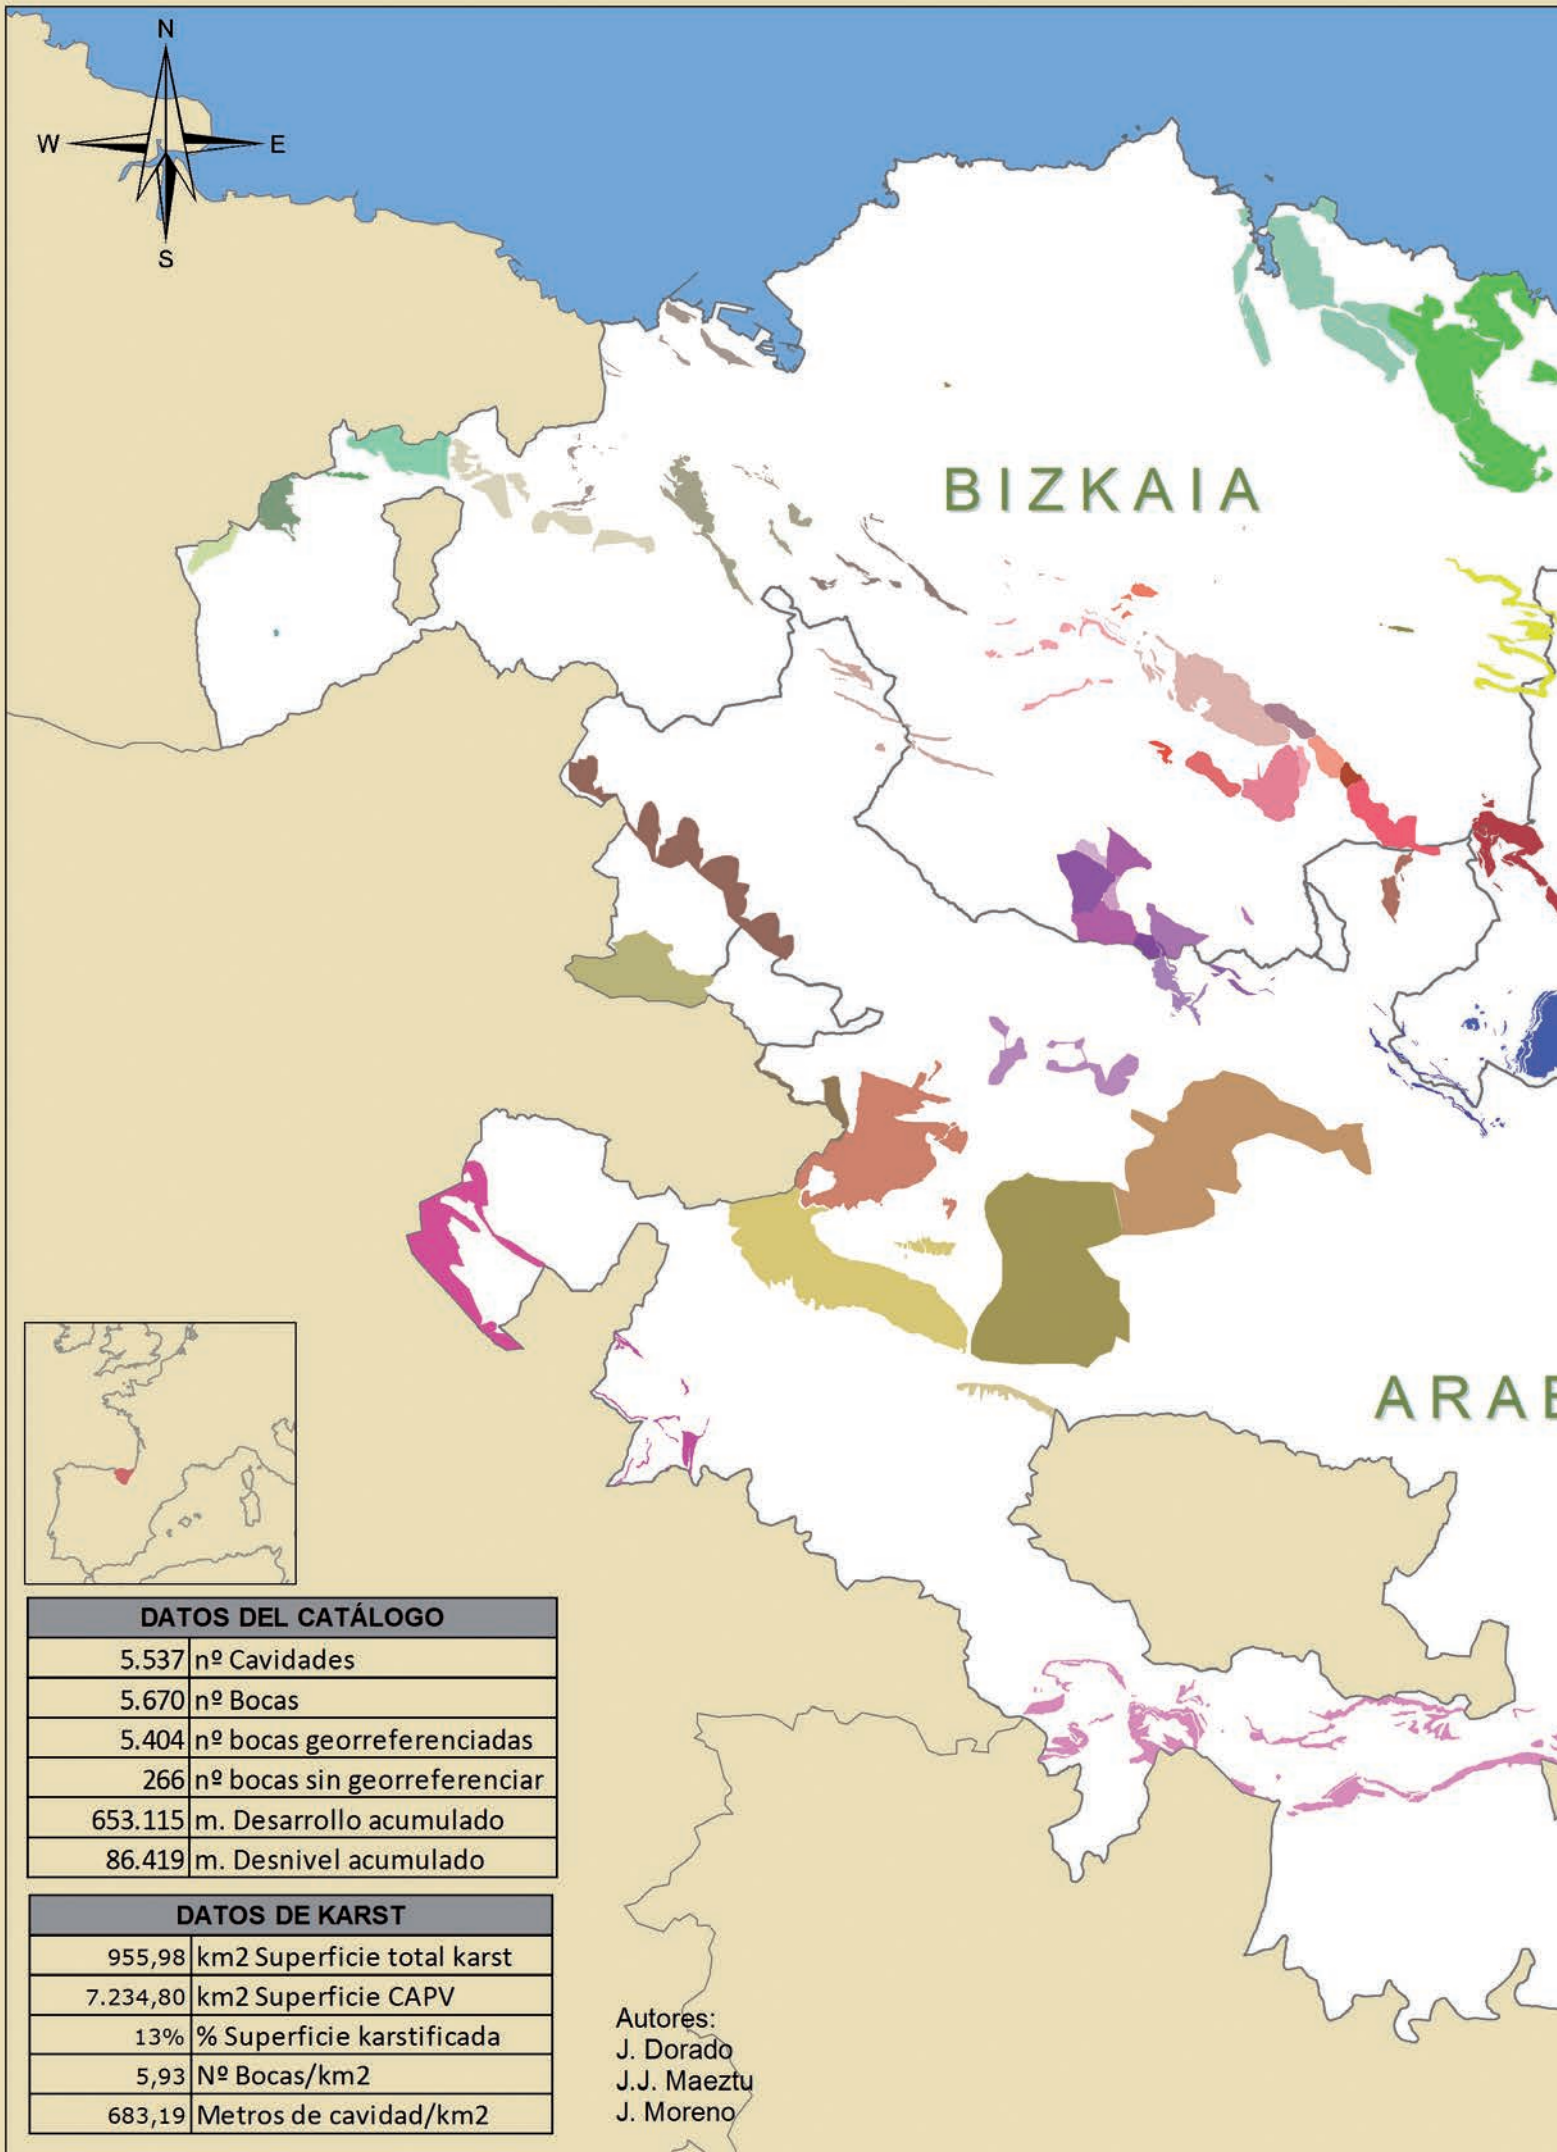 N
W E
S
BIZKAIA
ARAB
DATOS DEL CATÁLOGO
5.537 nº Cavidades
5.670 nº Bocas
5.404 nº bocas georreferenciadas
266 nº bocas sin georreferenciar
653.115 m. Desarrollo acumulado
86.419 m. Desnivel acumulado
DATOS DE KARST
955,98 km2 Superficie total karst
7.234,80 km2 Superficie CAPV
13% % Superficie karstificada
5,93 Nº Bocas/km2
683,19 Metros de cavidad/km2
Autores:
J. Dorado
J.J. Maeztu
J. Moreno